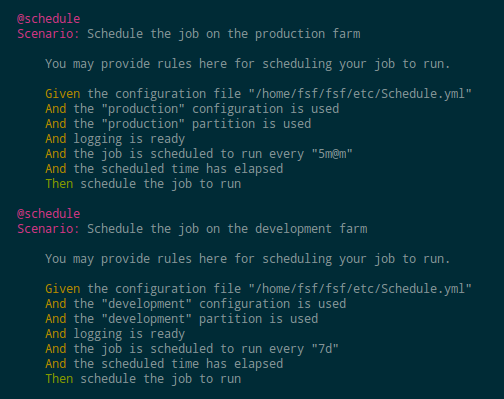 @schedule
Scenario: Schedule the job on the production farm
You may provide rules here for scheduling your job to run.
Given the configuration file "/home/fsf/fsf/etc/Schedule.yml"
And the "production" configuration is used
And the "production" partition is used
And logging is ready
And the job is scheduled to run every "5m@m"
And the scheduled time has elapsed
Then schedule the job to run
@schedule
Scenario: Schedule the job on the development farm
You may provide rules here for scheduling your job to run.
Given the configuration file "/home/fsf/fsf/etc/Schedule.yml"
And the "development" configuration is used
And the "development" partition is used
And logging is ready
And the job is scheduled to run every "7d"
And the scheduled time has elapsed
Then schedule the job to run